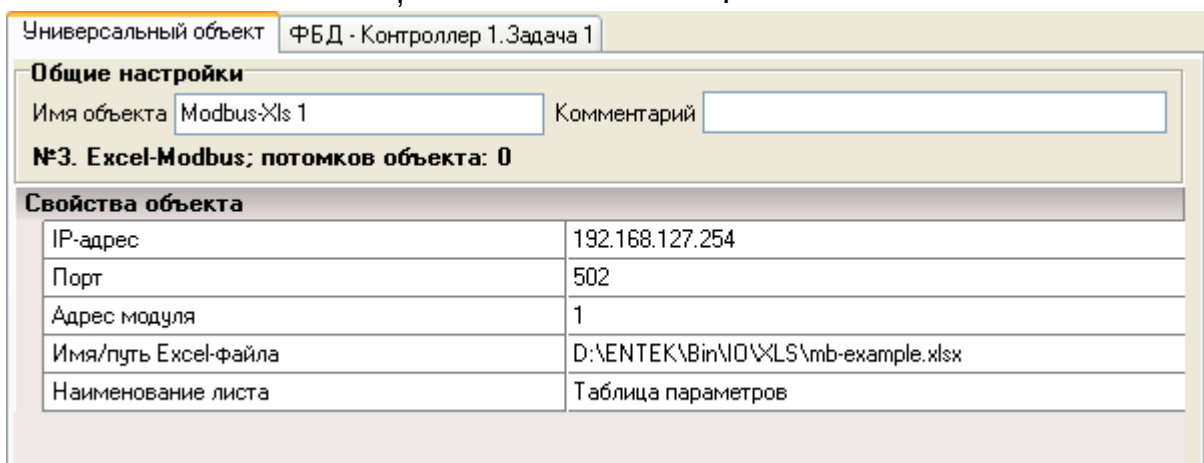 Универсальный объект ФБД - Контроллер 1.Задача 1
Общие настройки
Имя объекта Modbus-Xls 1 Комментарий
№3. Excel-Modbus; потомков объекта: 0
Свойства объекта
IP-адрес 192.168.127.254
Порт 502
Адрес модуля 1
Имя/путь Excel-файла D:\ENTEK\Bin\IO\XLS\mb-example.xlsx
Наименование листа Таблица параметров